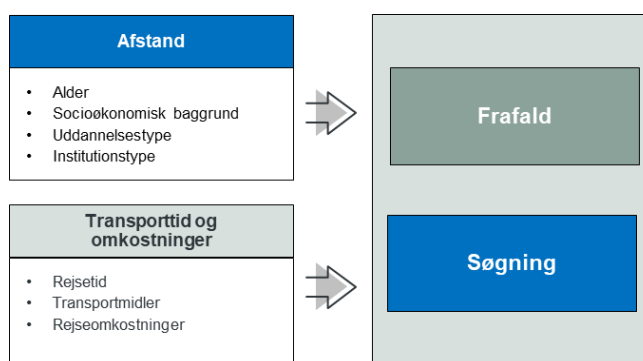 Afstand
• Alder
• Socioøkonomisk baggrund
• Uddannelsestype
• Institutionstype
Transporttid og
omkostninger
• Rejsetid
• Transportmidler
• Rejseomkostninger
Frafald
Søgning